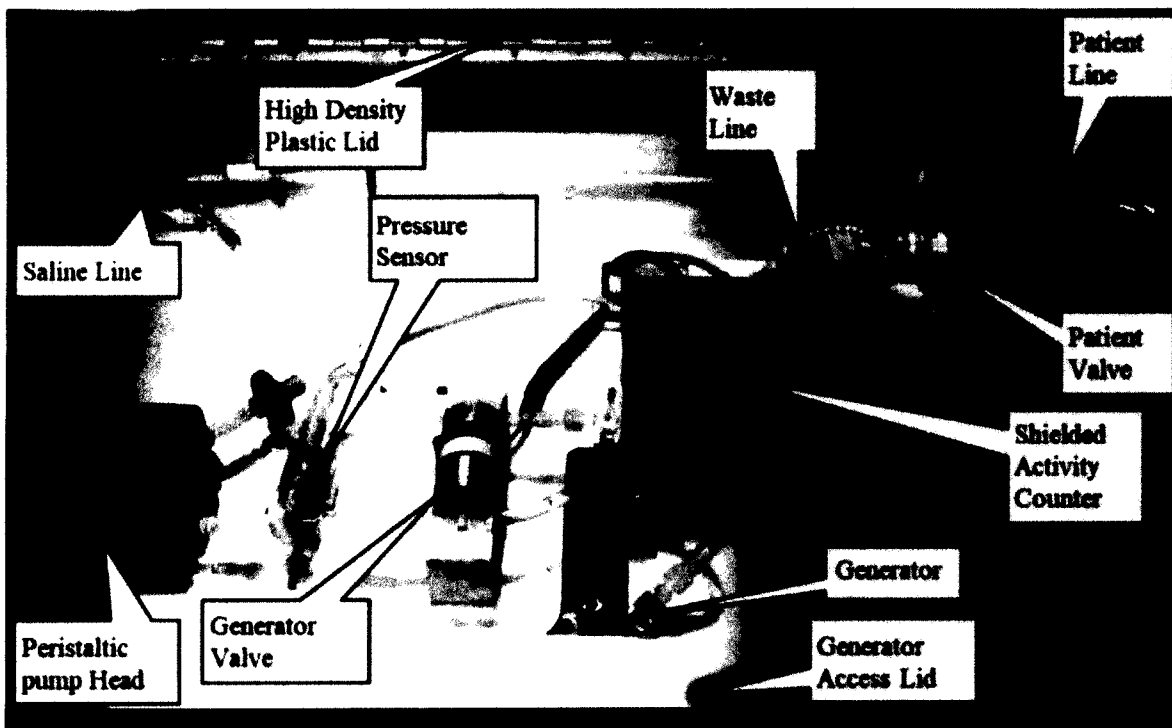 High Density
Plastic Lid
Waste
Line
Patient
Line
Saline Line
Pressure
Sensor
Patient
Valve
Shielded
Activity
Counter
Peristaltic
pump Head
Generator
Valve
Generator
Generator
Access Lid